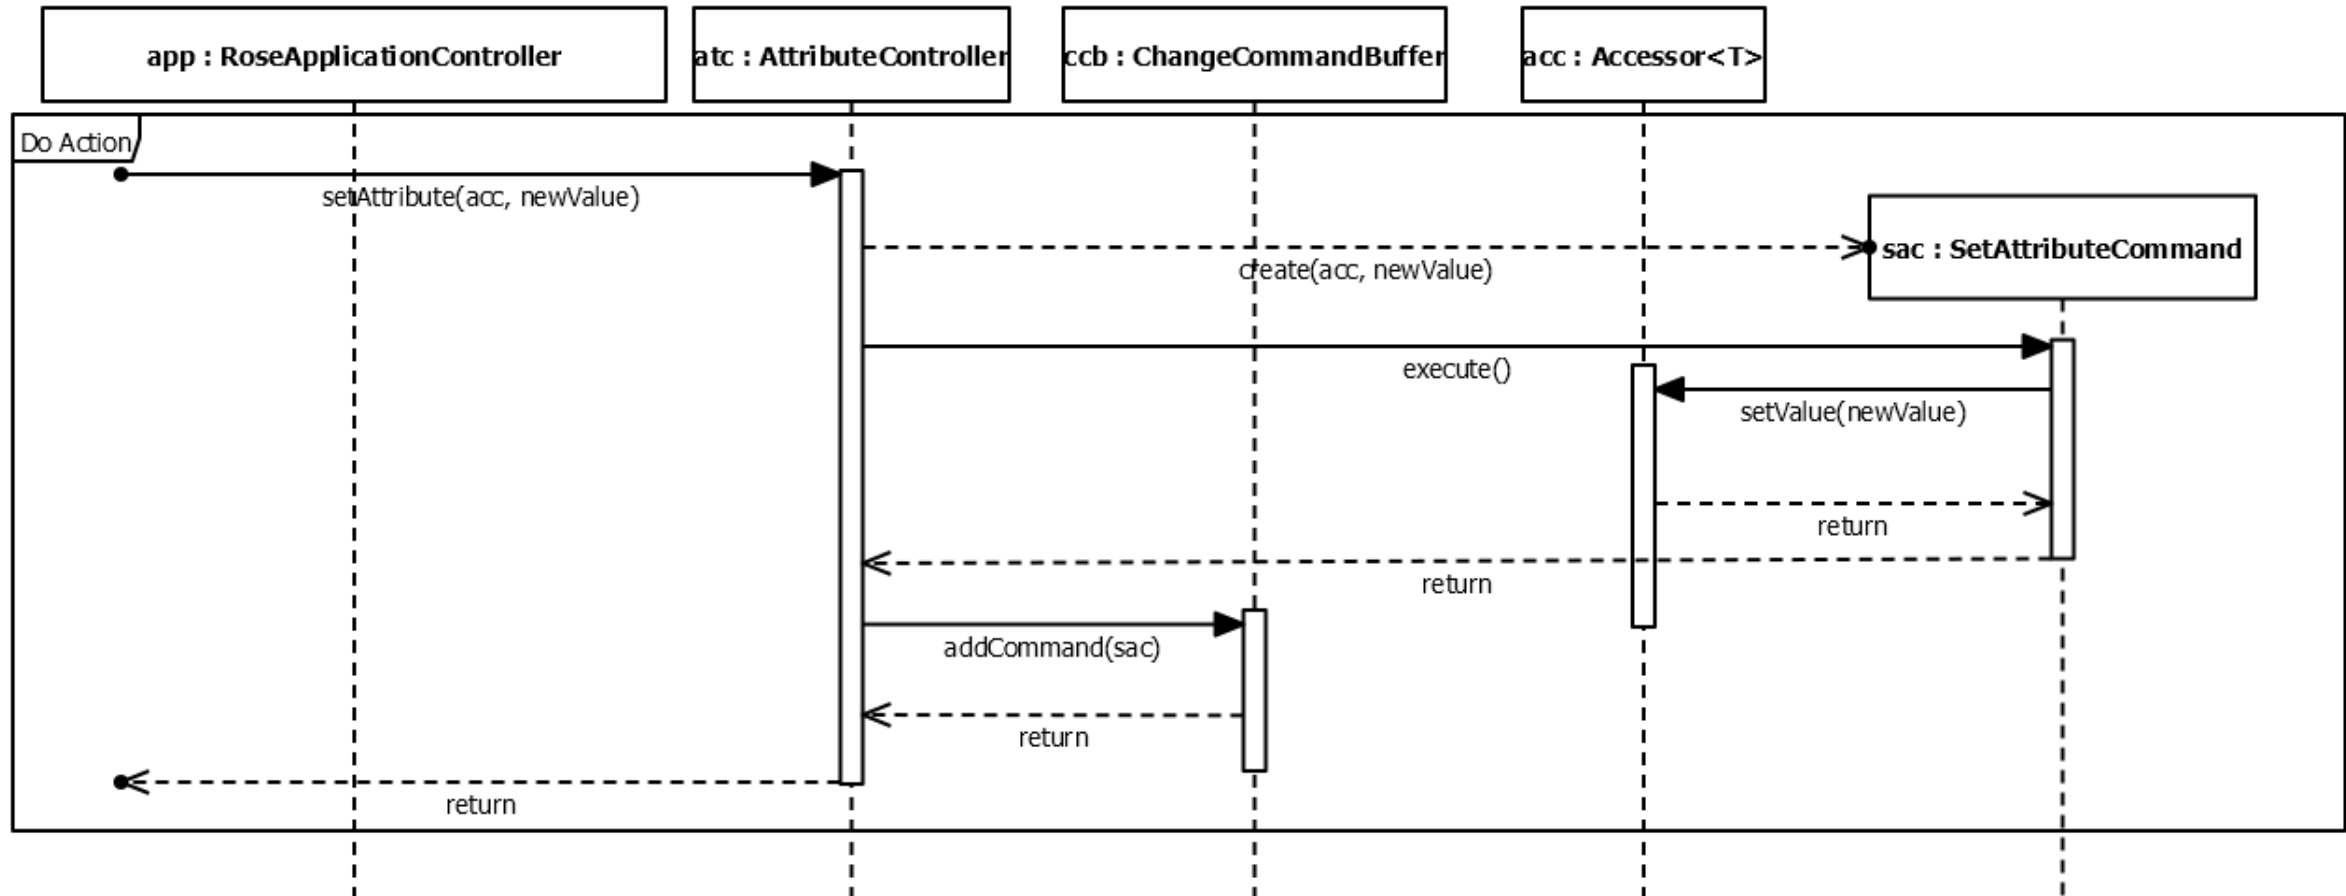 app : RoseApplicationController
atc : AttributeController
ccb : ChangeCommandBuffer
acc : Accessor<T>
Do Action
setAttribute(acc, newValue)
sac : SetAttributeCommand
create(acc, newValue)
execute()
setValue(newValue)
return
return
addCommand(sac)
return
return